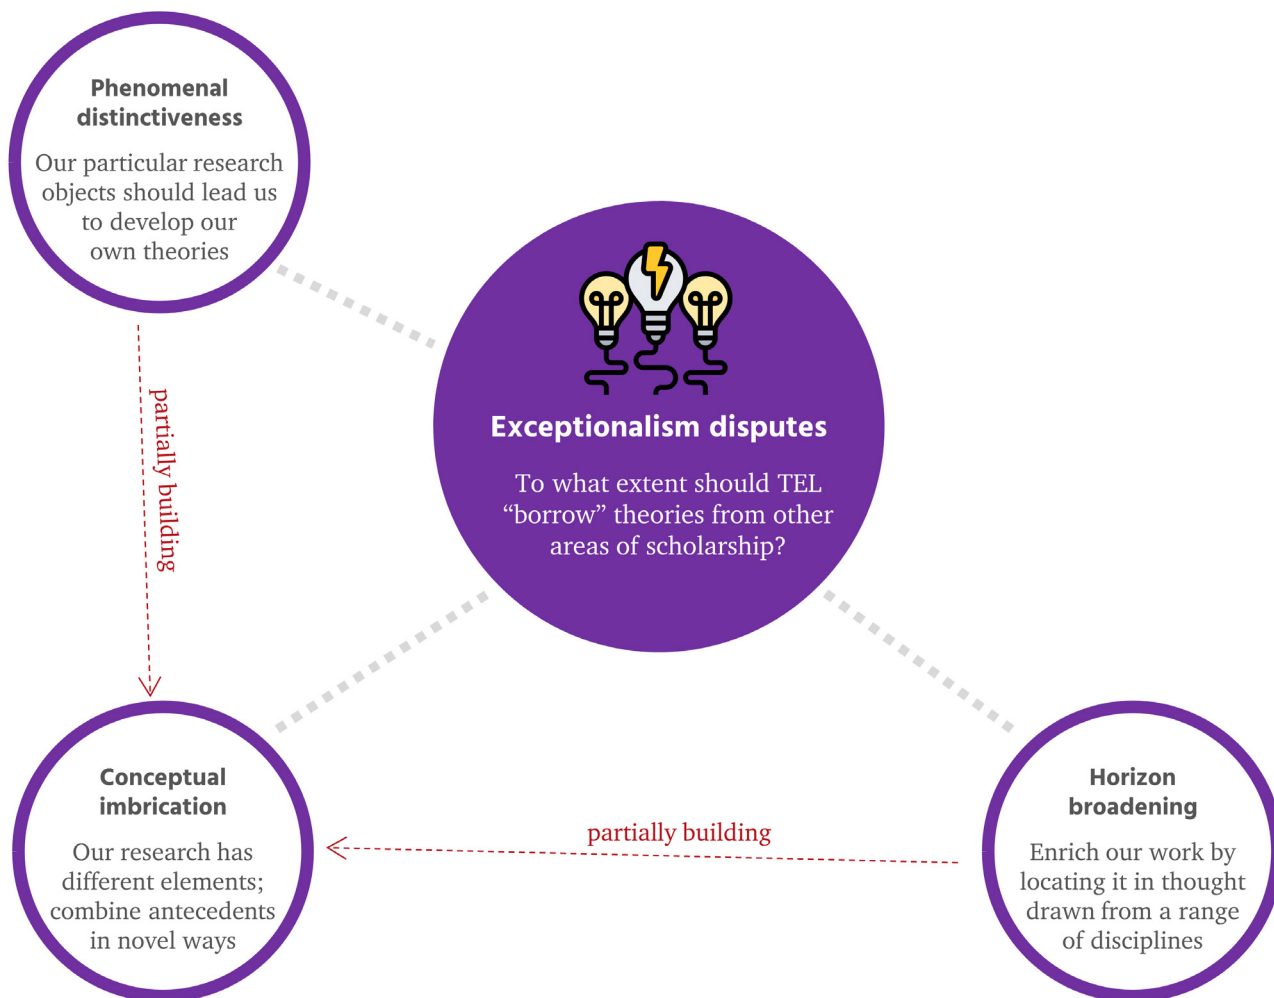 Phenomenal
distinctiveness
Our particular research
objects should lead us
to develop our
own theories
Exceptionalism disputes
To what extent should TEL
“borrow” theories from other
areas of scholarship?
partially building
Conceptual
imbrication
Our research has
different elements;
combine antecedents
in novel ways
partially building
Horizon
broadening
Enrich our work by
locating it in thought
drawn from a range
of disciplines